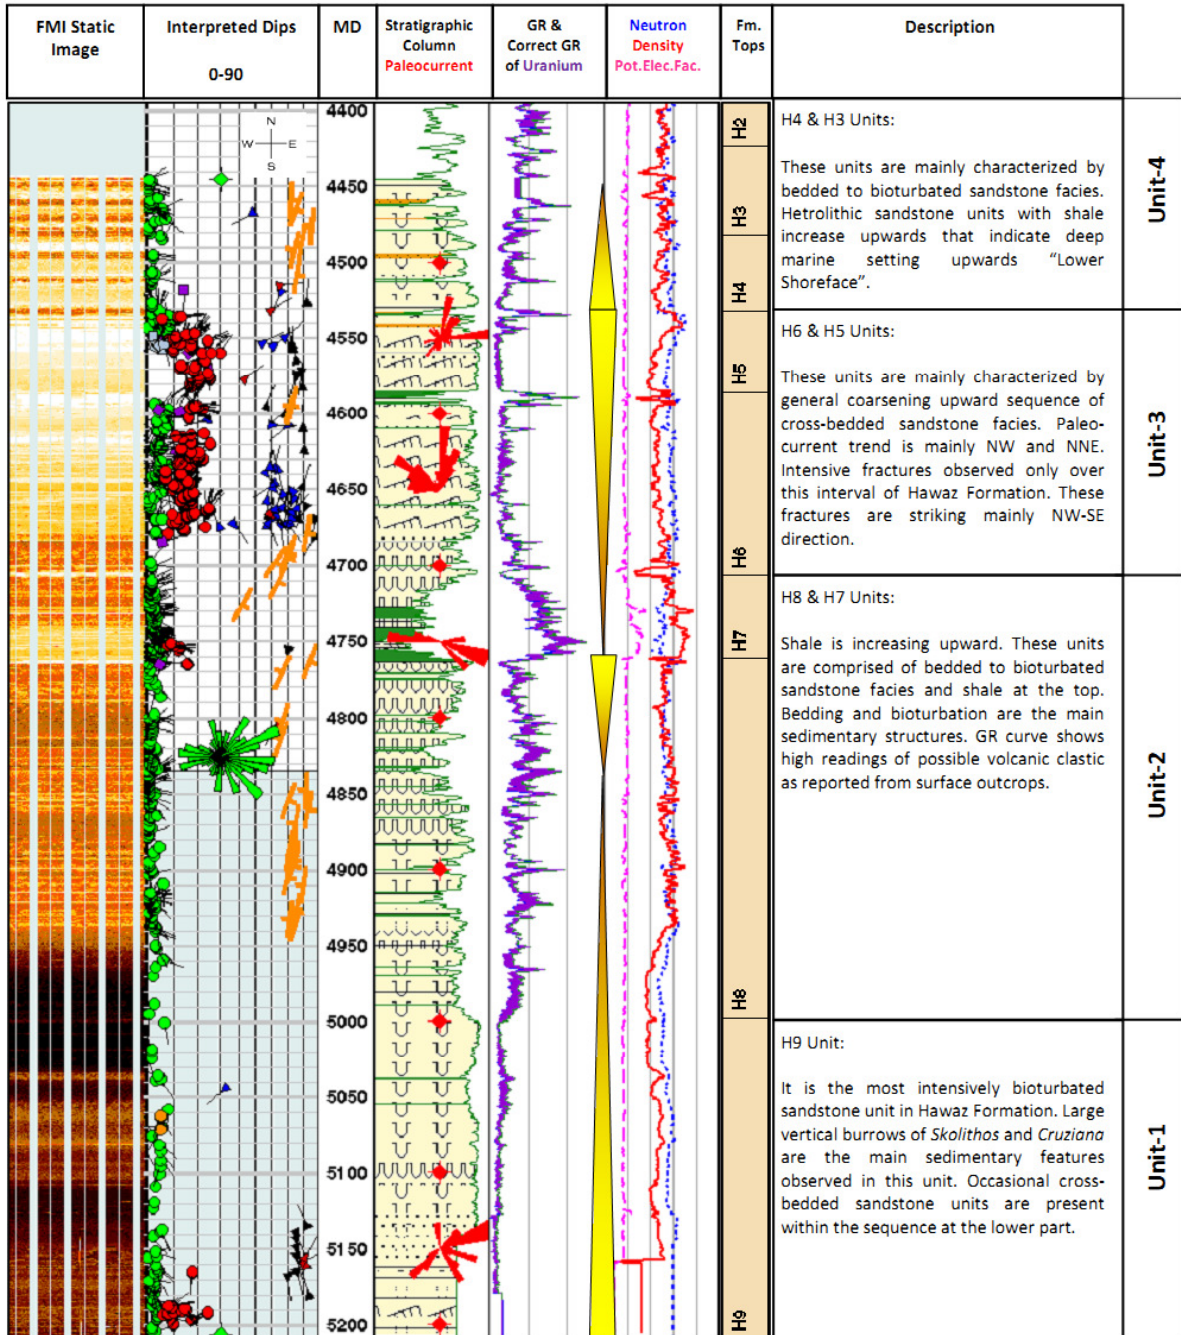 FMI Static
Image
Interpreted Dips
0-90
MD
Stratigraphic
Column
Paleocurrent
GR &
Correct GR
of Uranium
Neutron
Density
Pot.Elec.Fac.
Fm.
Tops
Description
N
W
E
S
4400
4450
4500
4550
4600
4650
4700
4750
4800
4850
4900
4950
5000
5050
5100
5150
5200
H2
H3
H4
H5
H6
H7
H8
H9
H4 & H3 Units:
These units are mainly characterized by
bedded to bioturbated sandstone facies.
Hetrolithic sandstone units with shale
increase upwards that indicate deep
marine setting upwards “Lower
Shoreface”.
Unit-4
H6 & H5 Units:
These units are mainly characterized by
general coarsening upward sequence of
cross-bedded sandstone facies. Paleo-
current trend is mainly NW and NNE.
Intensive fractures observed only over
this interval of Hawaz Formation. These
fractures are striking mainly NW-SE
direction.
Unit-3
H8 & H7 Units:
Shale is increasing upward. These units
are comprised of bedded to bioturbated
sandstone facies and shale at the top.
Bedding and bioturbation are the main
sedimentary structures. GR curve shows
high readings of possible volcanic clastic
as reported from surface outcrops.
Unit-2
H9 Unit:
It is the most intensively bioturbated
sandstone unit in Hawaz Formation. Large
vertical burrows of Skolithos and Cruziana
are the main sedimentary features
observed in this unit. Occasional cross-
bedded sandstone units are present
within the sequence at the lower part.
Unit-1